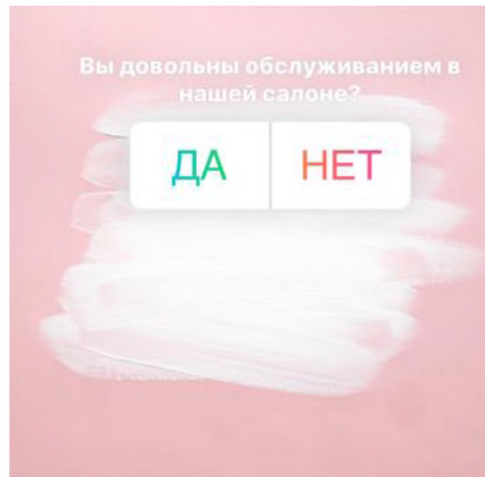 Вы довольны обслуживанием в
нашей салоне?
ДА НЕТ